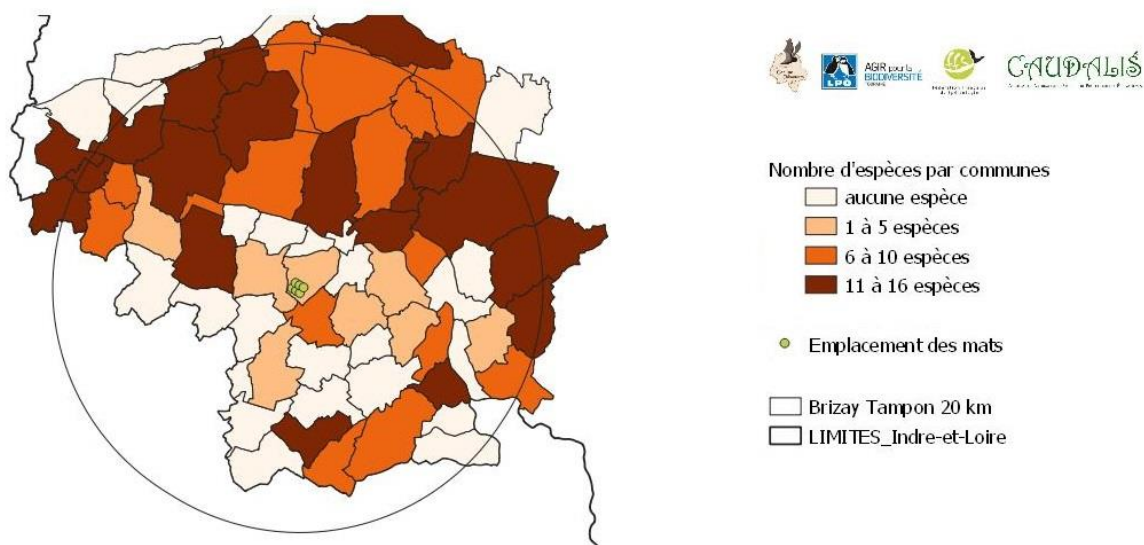 LPO
AGIR pour la
BIODIVERSITÉ
CAUDALIS
Nombre d'espèces par communes
aucune espèce
1 à 5 espèces
6 à 10 espèces
11 à 16 espèces
Emplacement des mats
Brizay Tampon 20 km
LIMITES_Indre-et-Loire